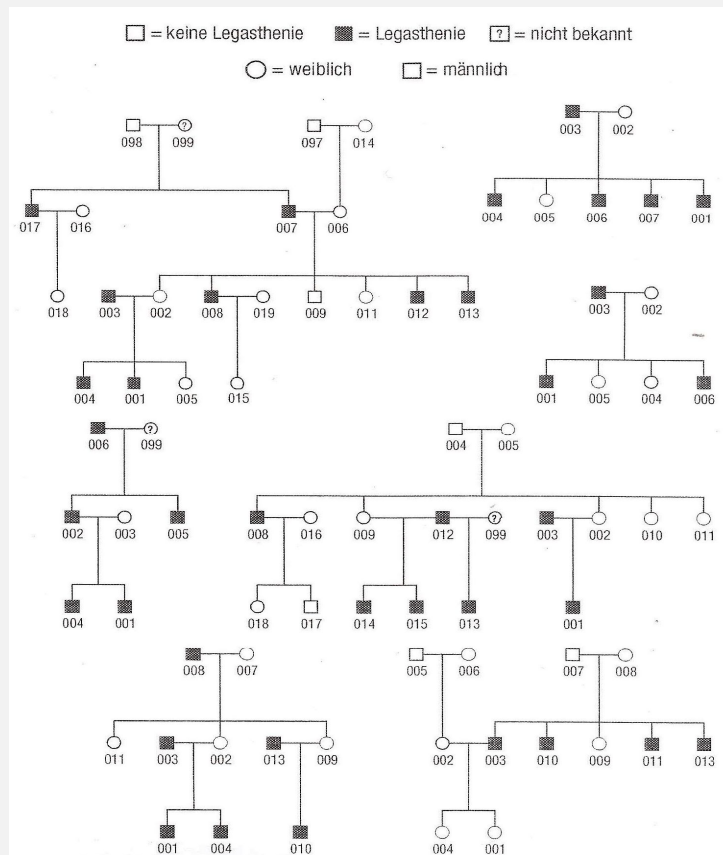 = keine Legasthenie = Legasthenie ? = nicht bekannt
= weiblich = männlich
003 002
098 ? 099 097 014
004 005 006 007 001
017 016 007 006
003 002
018 003 002 008 019 009 011 012 013
004 001 005 015 001 005 004 006
006 ? 099 004 005
002 003 005 008 016 009 012 ? 099 003 002 010 011
004 001 018 017 014 015 013 001
008 007 005 006 007 008
011 003 002 013 009 002 003 010 009 011 013
001 004 010 004 001